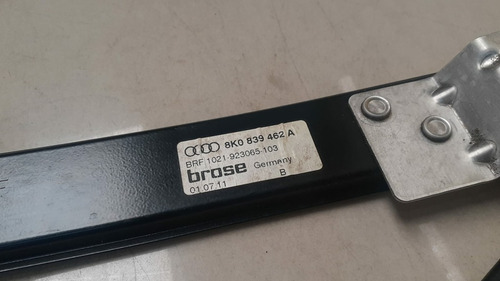 8K0 839 462 A
BRF 1021-923065-103
brose Germany
01.07.11 B